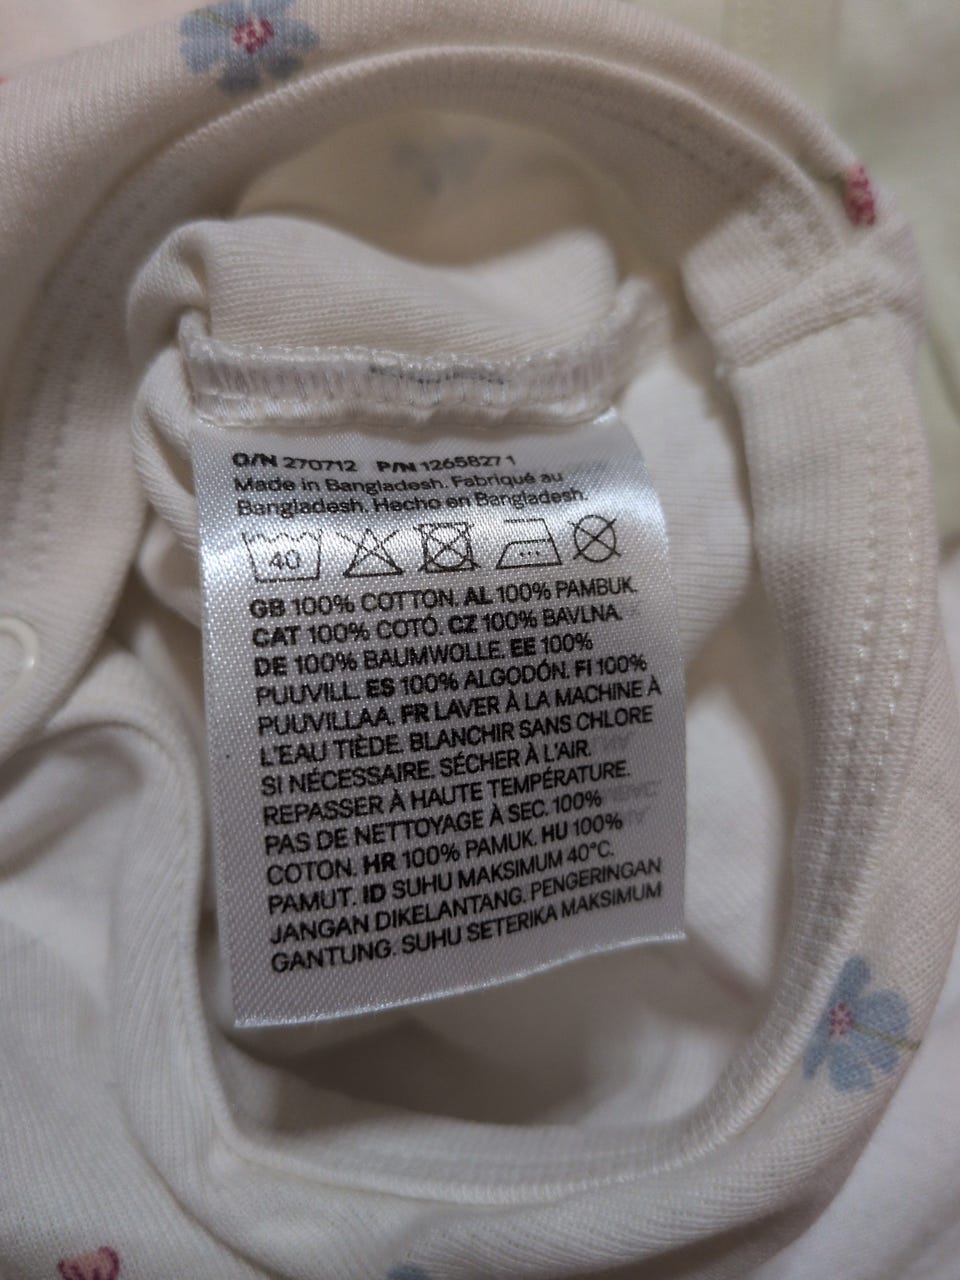 O/N 270712 P/N 1265827 1
Made in Bangladesh. Fabriqué au
Bangladesh. Hecho en Bangladesh.
40
GB 100% COTTON. AL 100% PAMBUK.
CAT 100% COTÓ. CZ 100% BAVLNA.
DE 100% BAUMWOLLE. EE 100%
PUUVILL. ES 100% ALGODÓN. FI 100%
PUUVILLAA. FR LAVER À LA MACHINE À
L'EAU TIÈDE. BLANCHIR SANS CHLORE
SI NÉCESSAIRE. SÉCHER À L'AIR.
REPASSER À HAUTE TEMPÉRATURE.
PAS DE NETTOYAGE À SEC. 100%
COTON. HR 100% PAMUK. HU 100%
PAMUT. ID SUHU MAKSIMUM 40°C.
JANGAN DIKELANTANG. PENGERINGAN
GANTUNG. SUHU SETERIKA MAKSIMUM